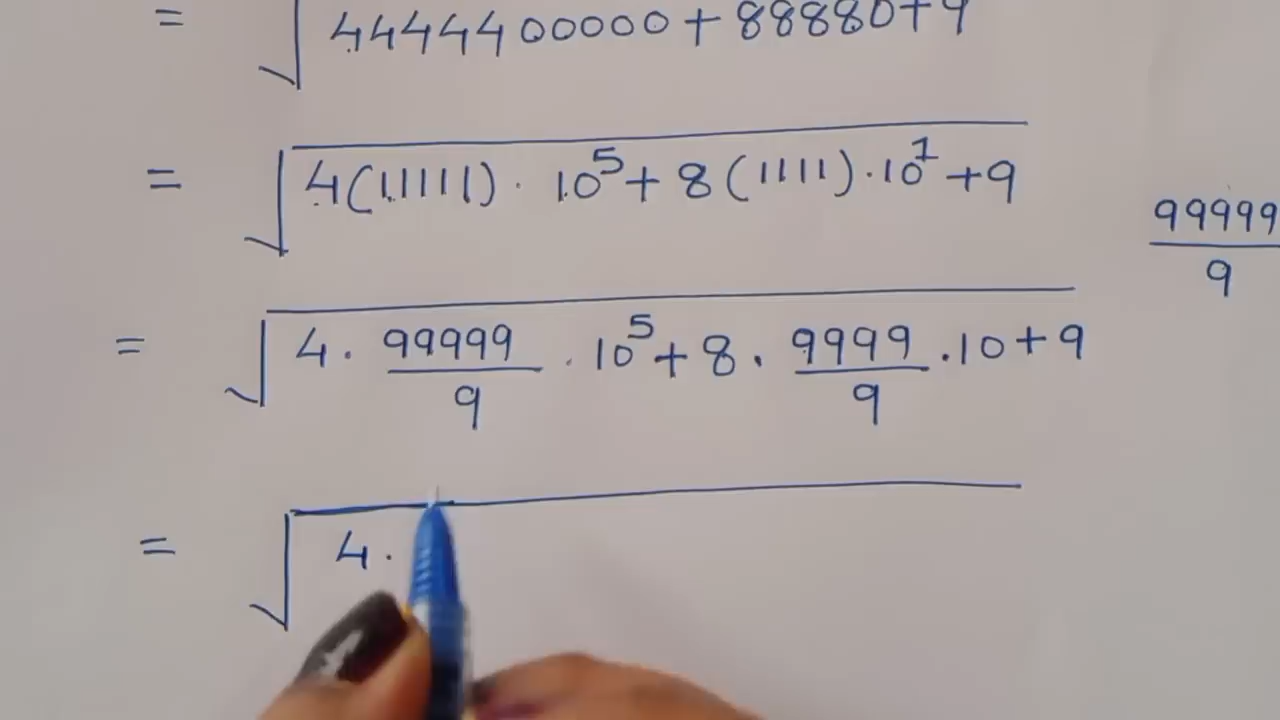 = √4444400000 + 88880 + 9
= √4(11111) · 10⁵ + 8(1111) · 10¹ + 9
99999/9
= √4 · 99999/9 · 10⁵ + 8 · 9999/9 · 10 + 9
= √4 ·